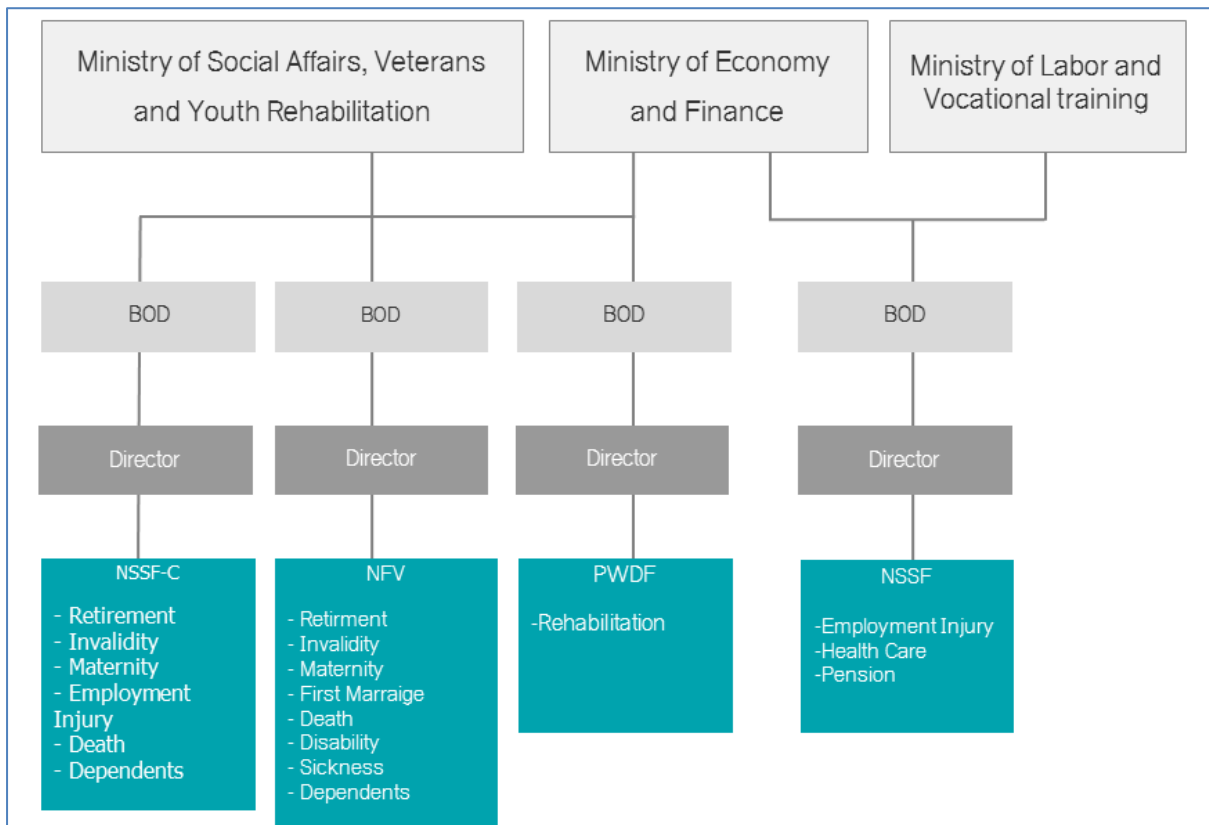 Ministry of Social Affairs, Veterans
and Youth Rehabilitation
Ministry of Economy
and Finance
Ministry of Labor and
Vocational training
BOD
BOD
BOD
BOD
Director
Director
Director
Director
NSSF-C
- Retirement
- Invalidity
- Maternity
- Employment
Injury
- Death
- Dependents
NFV
- Retirment
- Invalidity
- Maternity
- First Marraige
- Death
- Disability
- Sickness
- Dependents
PWDF
-Rehabilitation
NSSF
-Employment Injury
-Health Care
-Pension